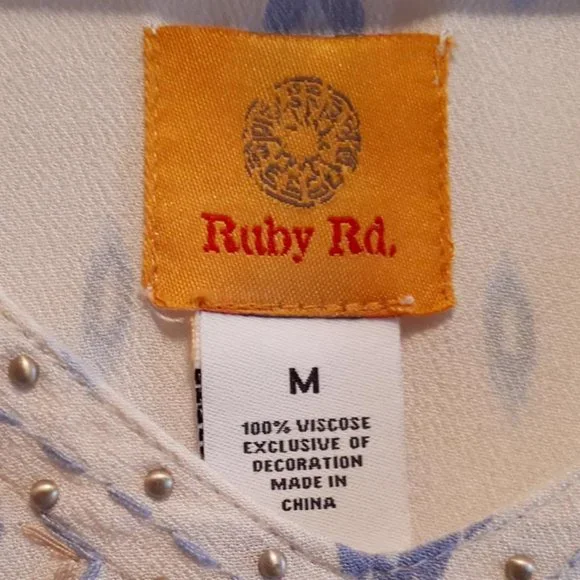 Ruby Rd.
M
100% VISCOSE
EXCLUSIVE OF
DECORATION
MADE IN
CHINA